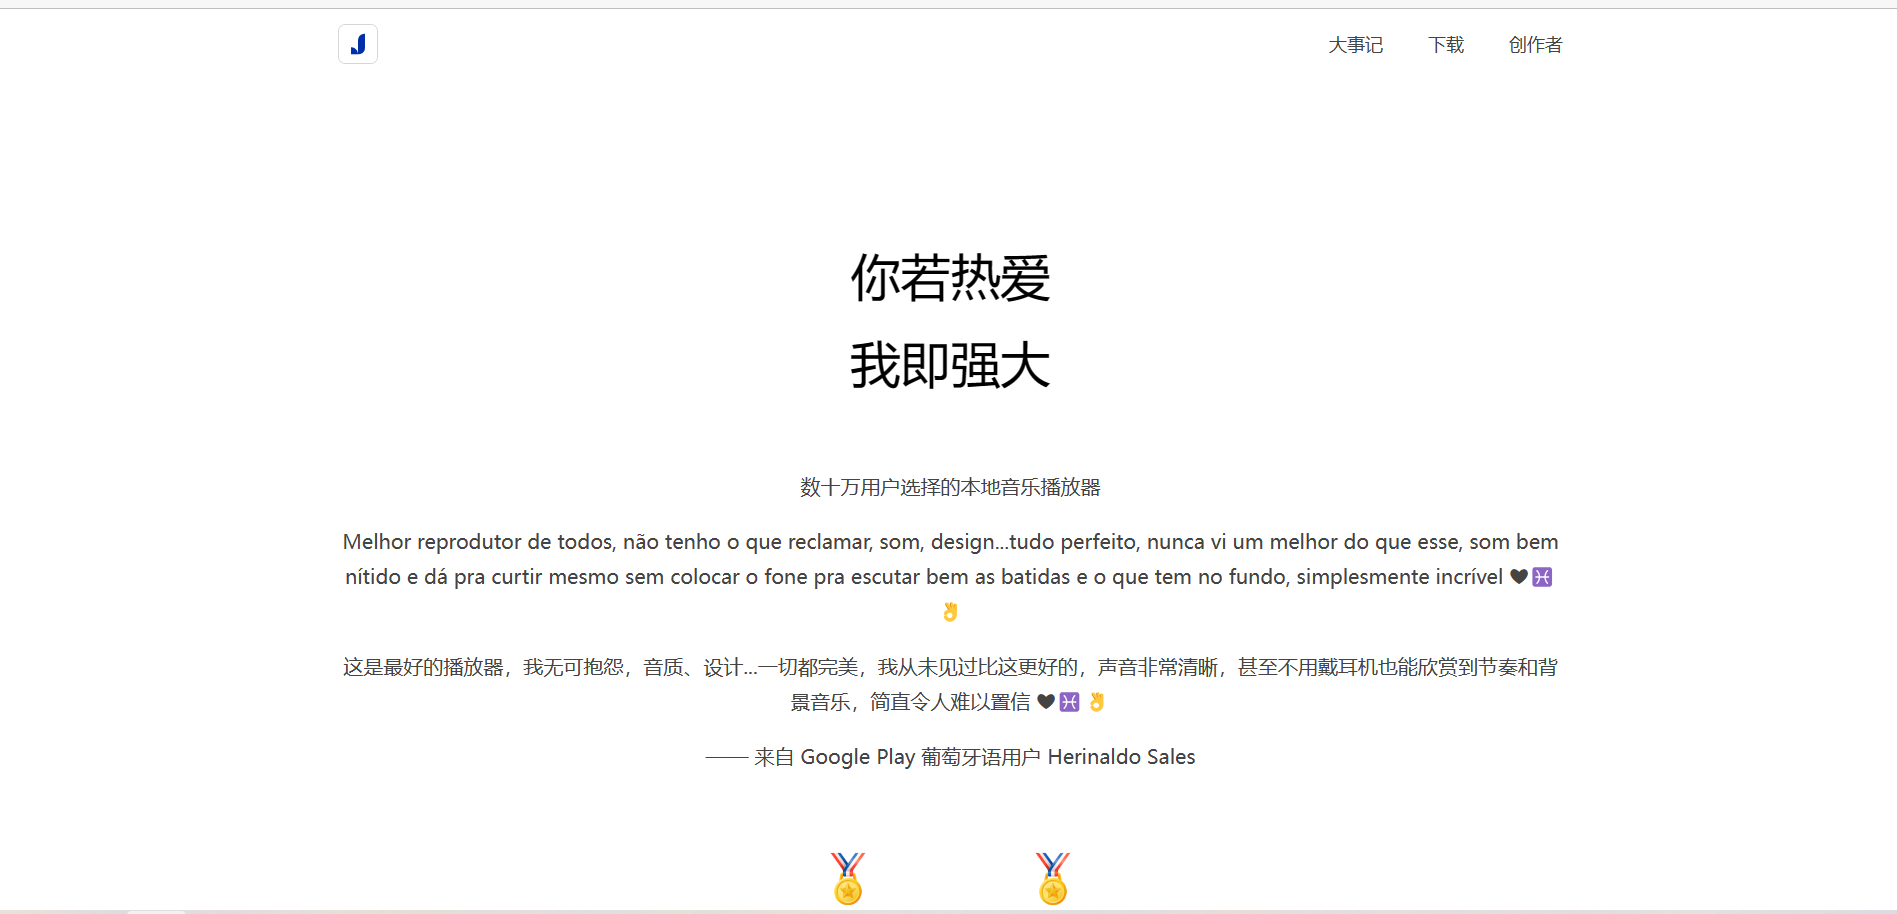 J
大事记 下载 创作者
你若热爱
我即强大
数十万用户选择的本地音乐播放器
Melhor reprodutor de todos, não tenho o que reclamar, som, design...tudo perfeito, nunca vi um melhor do que esse, som bem
nítido e dá pra curtir mesmo sem colocar o fone pra escutar bem as batidas e o que tem no fundo, simplesmente incrível 🖤♓
👌
这是最好的播放器，我无可抱怨，音质、设计...一切都完美，我从未见过比这更好的，声音非常清晰，甚至不用戴耳机也能欣赏到节奏和背
景音乐，简直令人难以置信 🖤♓ 👌
—— 来自 Google Play 葡萄牙语用户 Herinaldo Sales